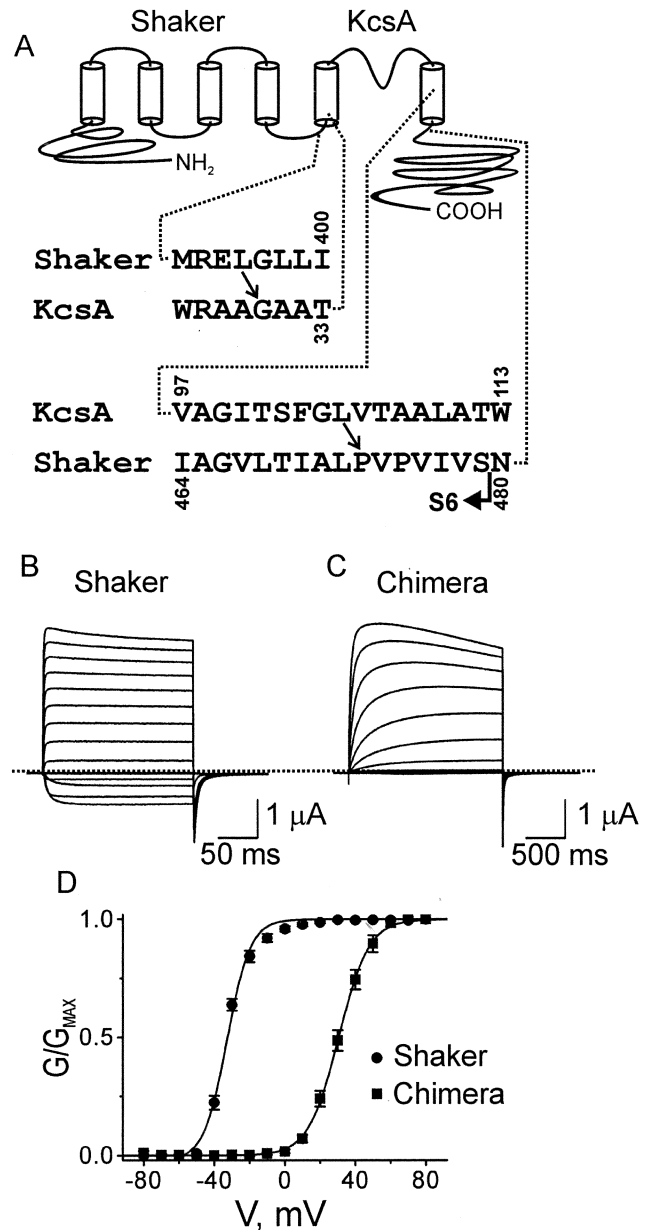 Shaker KcsA
A
NH2
COOH
400
Shaker MRELGLLI
KcsA WRAAGAAT
33
97 113
KcsA VAGITSFGLVTAALATW
Shaker IAGVLTIALPVPVIVSN
464 S6 480
B Shaker
C Chimera
1 μA
50 ms
1 μA
500 ms
D
1.0
0.5
0.0
G/GMAX
Shaker
Chimera
-80 -40 0 40 80
V, mV